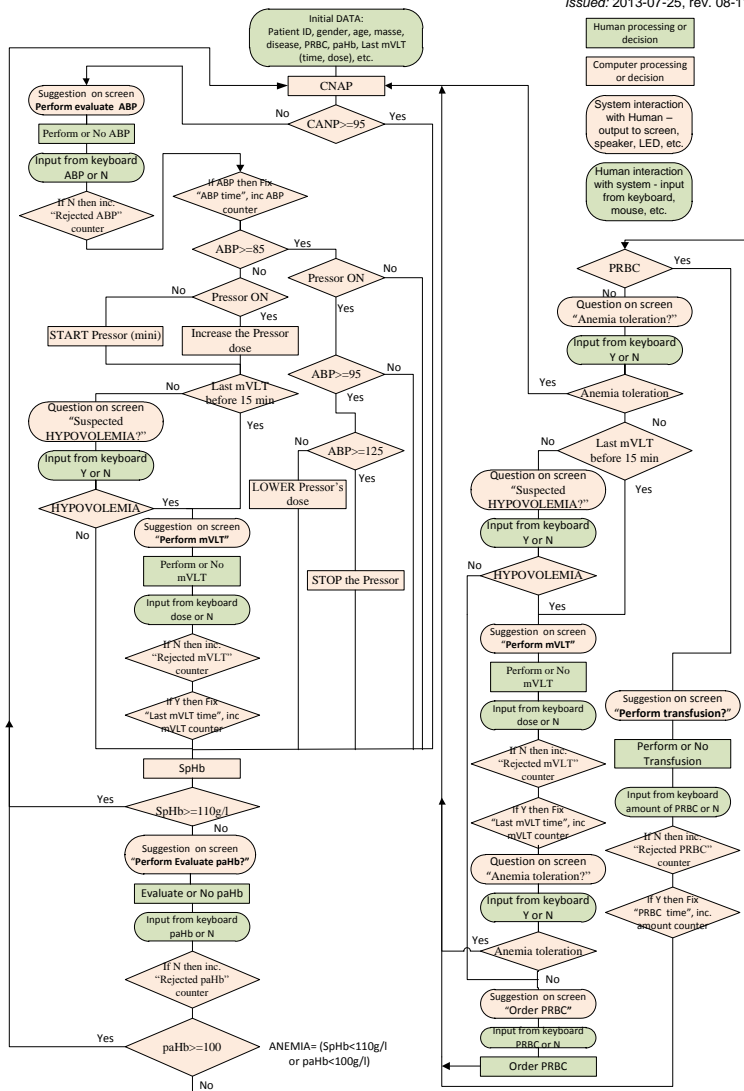 Issued: 2013-07-25, rev. 08-1
Initial DATA:
Patient ID, gender, age, masse,
disease, PRBC, paHb, Last mVLT
(time, dose), etc.
CNAP
No
Yes
CANP>=95
Suggestion on screen
Perform evaluate ABP
Perform or No ABP
Input from keyboard
ABP or N
If N then inc.
“Rejected ABP”
counter
If ABP then Fix
“ABP time”, inc ABP
counter
ABP>=85
Yes
No
Pressor ON
No
Yes
Pressor ON
No
Yes
START Pressor (mini)
Increase the Pressor
dose
ABP>=95
No
Yes
Last mVLT
before 15 min
No
Yes
Question on screen
“Suspected
HYPOVOLEMIA?”
Input from keyboard
Y or N
HYPOVOLEMIA
Yes
No
ABP>=125
No
Yes
LOWER Pressor’s
dose
STOP the Pressor
Suggestion on screen
“Perform mVLT”
Perform or No
mVLT
Input from keyboard
dose or N
If N then inc.
“Rejected mVLT”
counter
If Y then Fix
“Last mVLT time”, inc
mVLT counter
SpHb
SpHb>=110g/l
Yes
No
Suggestion on screen
“Perform Evaluate paHb?”
Evaluate or No paHb
Input from keyboard
paHb or N
If N then inc.
“Rejected paHb”
counter
paHb>=100
Yes
No
ANEMIA= (SpHb<110g/l
or paHb<100g/l)
Human processing or
decision
Computer processing
or decision
System interaction
with Human –
output to screen,
speaker, LED, etc.
Human interaction
with system - input
from keyboard,
mouse, etc.
PRBC
Yes
No
Question on screen
“Anemia toleration?”
Input from keyboard
Y or N
Anemia toleration
Yes
No
Last mVLT
before 15 min
No
Yes
Question on screen
“Suspected
HYPOVOLEMIA?”
Input from keyboard
Y or N
HYPOVOLEMIA
No
Yes
Suggestion on screen
“Perform mVLT”
Perform or No
mVLT
Input from keyboard
dose or N
If N then inc.
“Rejected mVLT”
counter
If Y then Fix
“Last mVLT time”, inc
mVLT counter
Question on screen
“Anemia toleration?”
Input from keyboard
Y or N
Anemia toleration
Yes
No
Suggestion on screen
“Order PRBC”
Input from keyboard
PRBC or N
Order PRBC
Suggestion on screen
“Perform transfusion?”
Perform or No
Transfusion
Input from keyboard
amount of PRBC or N
If N then inc.
“Rejected PRBC”
counter
If Y then Fix
“PRBC time”, inc.
amount counter